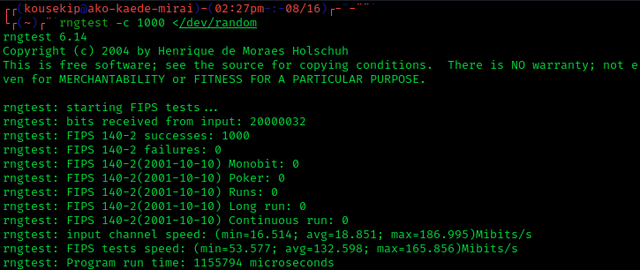 ┌─(kousekip@ako-kaede-mirai)-(02:27pm-:-08/16)
└─(~) rngtest -c 1000 </dev/random
rngtest 6.14
Copyright (c) 2004 by Henrique de Moraes Holschuh
This is free software; see the source for copying conditions.  There is NO warranty; not e
ven for MERCHANTABILITY or FITNESS FOR A PARTICULAR PURPOSE.

rngtest: starting FIPS tests...
rngtest: bits received from input: 20000032
rngtest: FIPS 140-2 successes: 1000
rngtest: FIPS 140-2 failures: 0
rngtest: FIPS 140-2(2001-10-10) Monobit: 0
rngtest: FIPS 140-2(2001-10-10) Poker: 0
rngtest: FIPS 140-2(2001-10-10) Runs: 0
rngtest: FIPS 140-2(2001-10-10) Long run: 0
rngtest: FIPS 140-2(2001-10-10) Continuous run: 0
rngtest: input channel speed: (min=16.514; avg=18.851; max=186.995)Mibits/s
rngtest: FIPS tests speed: (min=53.577; avg=132.598; max=165.856)Mibits/s
rngtest: Program run time: 1155794 microseconds